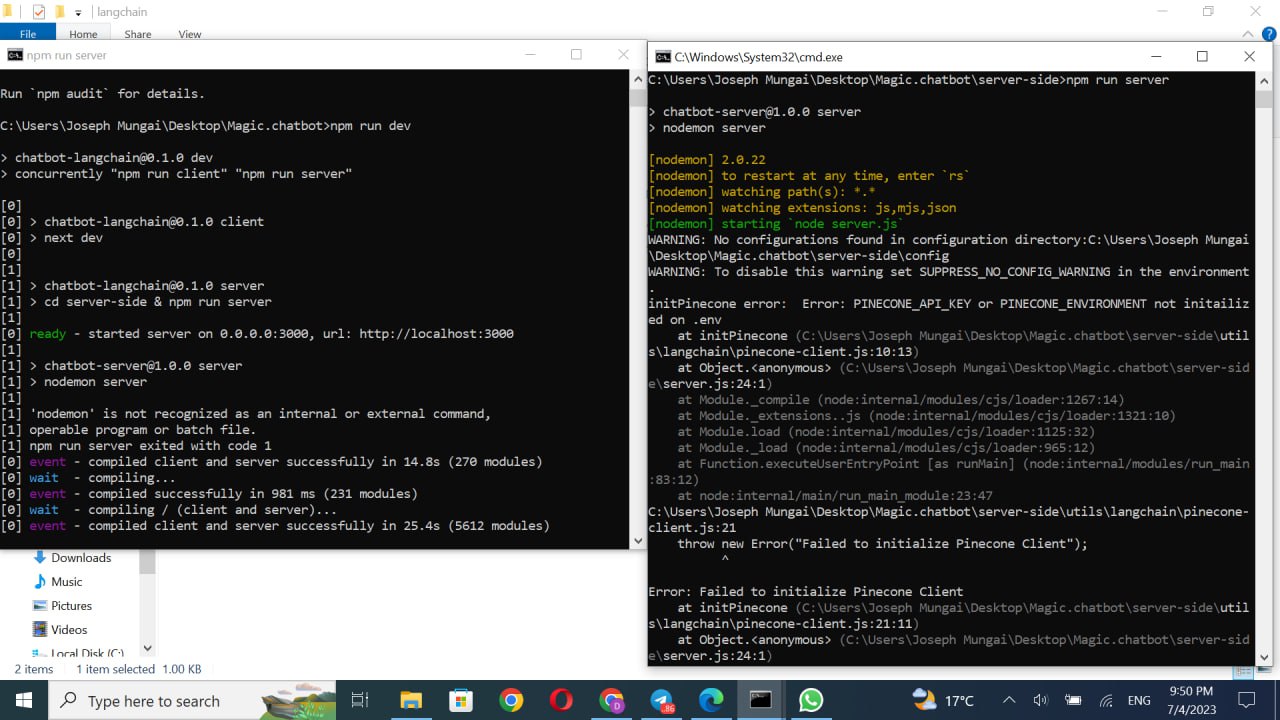 langchain
File Home Share View
npm run server
Run `npm audit` for details.
C:\Users\Joseph Mungai\Desktop\Magic.chatbot>npm run dev
> chatbot-langchain@0.1.0 dev
> concurrently "npm run client" "npm run server"
[0]
[0] > chatbot-langchain@0.1.0 client
[0] > next dev
[0]
[1]
[1] > chatbot-langchain@0.1.0 server
[1] > cd server-side & npm run server
[1]
[0] ready - started server on 0.0.0.0:3000, url: http://localhost:3000
[1]
[1] > chatbot-server@1.0.0 server
[1] > nodemon server
[1]
[1] 'nodemon' is not recognized as an internal or external command,
[1] operable program or batch file.
[1] npm run server exited with code 1
[0] event - compiled client and server successfully in 14.8s (270 modules)
[0] wait  - compiling...
[0] event - compiled successfully in 981 ms (231 modules)
[0] wait  - compiling / (client and server)...
[0] event - compiled client and server successfully in 25.4s (5612 modules)
C:\Windows\System32\cmd.exe
C:\Users\Joseph Mungai\Desktop\Magic.chatbot\server-side>npm run server
> chatbot-server@1.0.0 server
> nodemon server
[nodemon] 2.0.22
[nodemon] to restart at any time, enter `rs`
[nodemon] watching path(s): *.*
[nodemon] watching extensions: js,mjs,json
[nodemon] starting `node server.js`
WARNING: No configurations found in configuration directory:C:\Users\Joseph Mungai
\Desktop\Magic.chatbot\server-side\config
WARNING: To disable this warning set SUPPRESS_NO_CONFIG_WARNING in the environment
.
initPinecone error:  Error: PINECONE_API_KEY or PINECONE_ENVIRONMENT not initailiz
ed on .env
    at initPinecone (C:\Users\Joseph Mungai\Desktop\Magic.chatbot\server-side\util
s\langchain\pinecone-client.js:10:13)
    at Object.<anonymous> (C:\Users\Joseph Mungai\Desktop\Magic.chatbot\server-sid
e\server.js:24:1)
    at Module._compile (node:internal/modules/cjs/loader:1267:14)
    at Module._extensions..js (node:internal/modules/cjs/loader:1321:10)
    at Module.load (node:internal/modules/cjs/loader:1125:32)
    at Module._load (node:internal/modules/cjs/loader:965:12)
    at Function.executeUserEntryPoint [as runMain] (node:internal/modules/run_main
:83:12)
    at node:internal/main/run_main_module:23:47
C:\Users\Joseph Mungai\Desktop\Magic.chatbot\server-side\utils\langchain\pinecone-
client.js:21
    throw new Error("Failed to initialize Pinecone Client");
          ^
Error: Failed to initialize Pinecone Client
    at initPinecone (C:\Users\Joseph Mungai\Desktop\Magic.chatbot\server-side\util
s\langchain\pinecone-client.js:21:11)
    at Object.<anonymous> (C:\Users\Joseph Mungai\Desktop\Magic.chatbot\server-sid
e\server.js:24:1)
Downloads
Music
Pictures
Videos
Local Disk (C:)
2 items 1 item selected 1.00 KB
Type here to search
.86
D
17°C
ENG
9:50 PM
7/4/2023